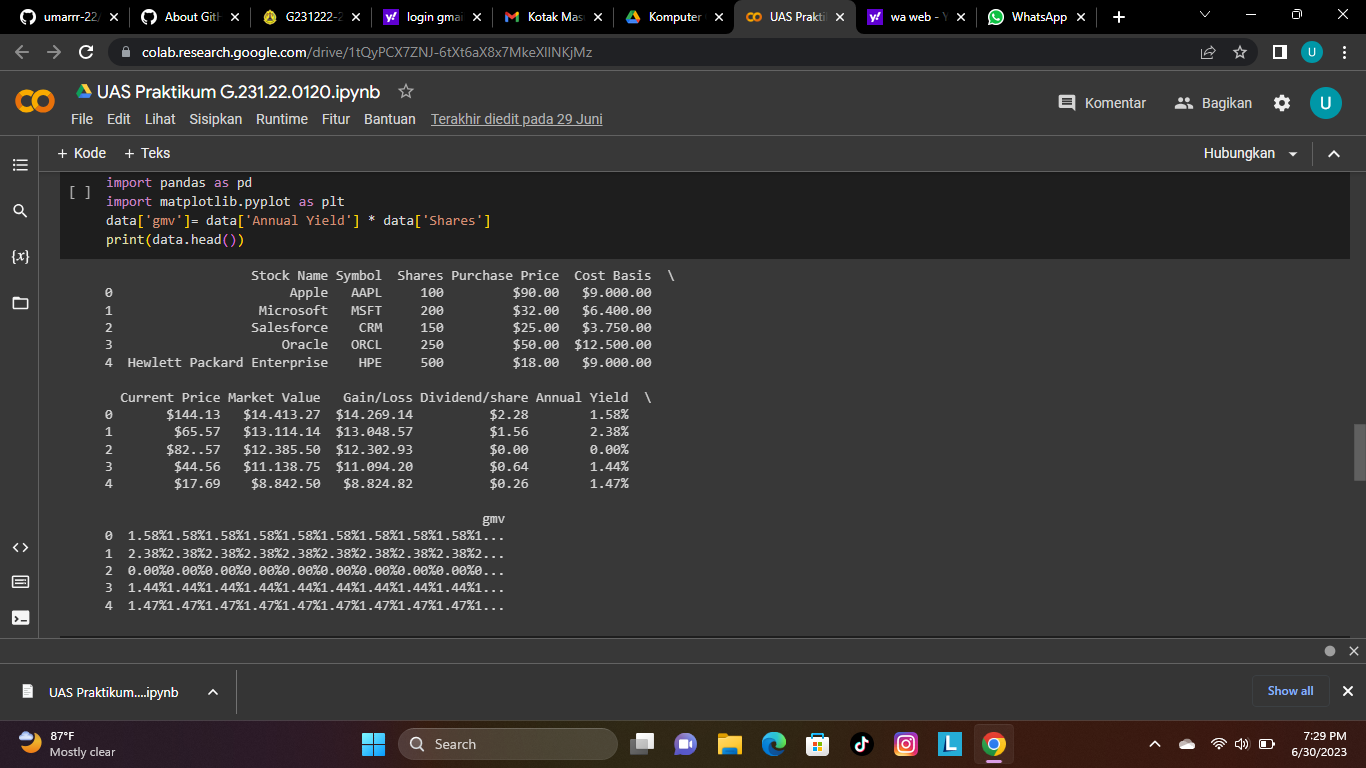 umarrr-22/
About GitH
G231222-2
login gmai
Kotak Mas
Komputer
UAS Prakti
wa web - Y
WhatsApp
colab.research.google.com/drive/1tQyPCX7ZNJ-6tXt6aX8x7MkeXIINKjMz
U
UAS Praktikum G.231.22.0120.ipynb
Komentar
Bagikan
U
File Edit Lihat Sisipkan Runtime Fitur Bantuan Terakhir diedit pada 29 Juni
+ Kode + Teks
Hubungkan
[ ]
import pandas as pd
import matplotlib.pyplot as plt
data['gmv']= data['Annual Yield'] * data['Shares']
print(data.head())
Stock Name Symbol Shares Purchase Price Cost Basis \
0 Apple AAPL 100 $90.00 $9.000.00
1 Microsoft MSFT 200 $32.00 $6.400.00
2 Salesforce CRM 150 $25.00 $3.750.00
3 Oracle ORCL 250 $50.00 $12.500.00
4 Hewlett Packard Enterprise HPE 500 $18.00 $9.000.00
Current Price Market Value Gain/Loss Dividend/share Annual Yield \
0 $144.13 $14.413.27 $14.269.14 $2.28 1.58%
1 $65.57 $13.114.14 $13.048.57 $1.56 2.38%
2 $82..57 $12.385.50 $12.302.93 $0.00 0.00%
3 $44.56 $11.138.75 $11.094.20 $0.64 1.44%
4 $17.69 $8.842.50 $8.824.82 $0.26 1.47%
gmv
0 1.58%1.58%1.58%1.58%1.58%1.58%1.58%1.58%1.58%1...
1 2.38%2.38%2.38%2.38%2.38%2.38%2.38%2.38%2.38%2...
2 0.00%0.00%0.00%0.00%0.00%0.00%0.00%0.00%0.00%0...
3 1.44%1.44%1.44%1.44%1.44%1.44%1.44%1.44%1.44%1...
4 1.47%1.47%1.47%1.47%1.47%1.47%1.47%1.47%1.47%1...
UAS Praktikum....ipynb
Show all
87°F
Mostly clear
Search
7:29 PM
6/30/2023